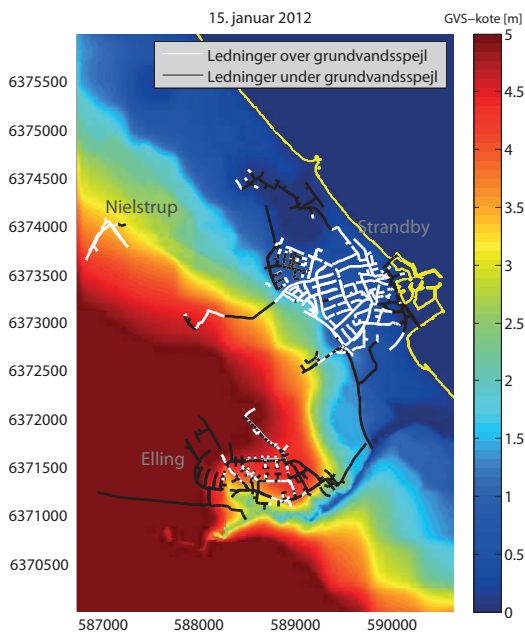 15. januar 2012
GVS−kote [m]
Ledninger over grundvandsspejl
Ledninger under grundvandsspejl
6375500
6375000
6374500
6374000
6373500
6373000
6372500
6372000
6371500
6371000
6370500
Nielstrup
Strandby
Elling
587000 588000 589000 590000
5
4.5
4
3.5
3
2.5
2
1.5
1
0.5
0